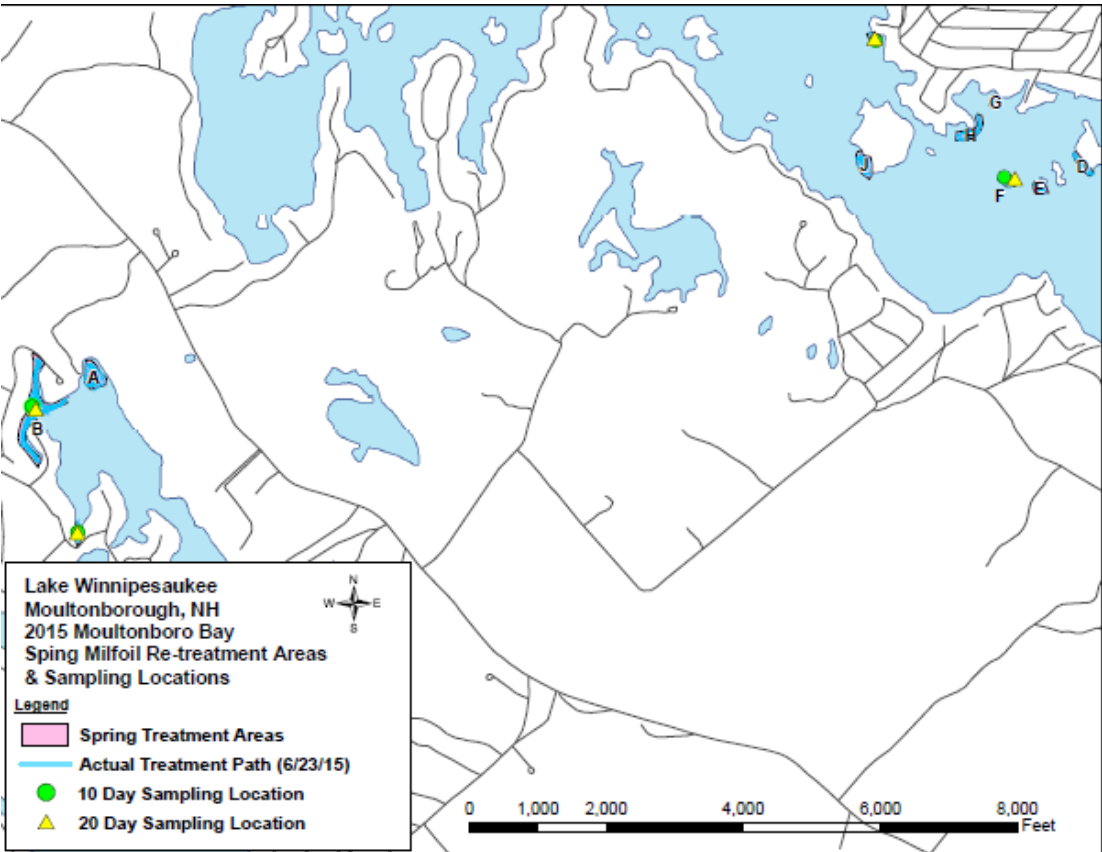 G
H
J
D
F
E
A
B
Lake Winnipesaukee
Moultonborough, NH
2015 Moultonboro Bay
Sping Milfoil Re-treatment Areas
& Sampling Locations
N
W E
S
Legend
Spring Treatment Areas
Actual Treatment Path (6/23/15)
10 Day Sampling Location
20 Day Sampling Location
0 1,000 2,000 4,000 6,000 8,000
Feet